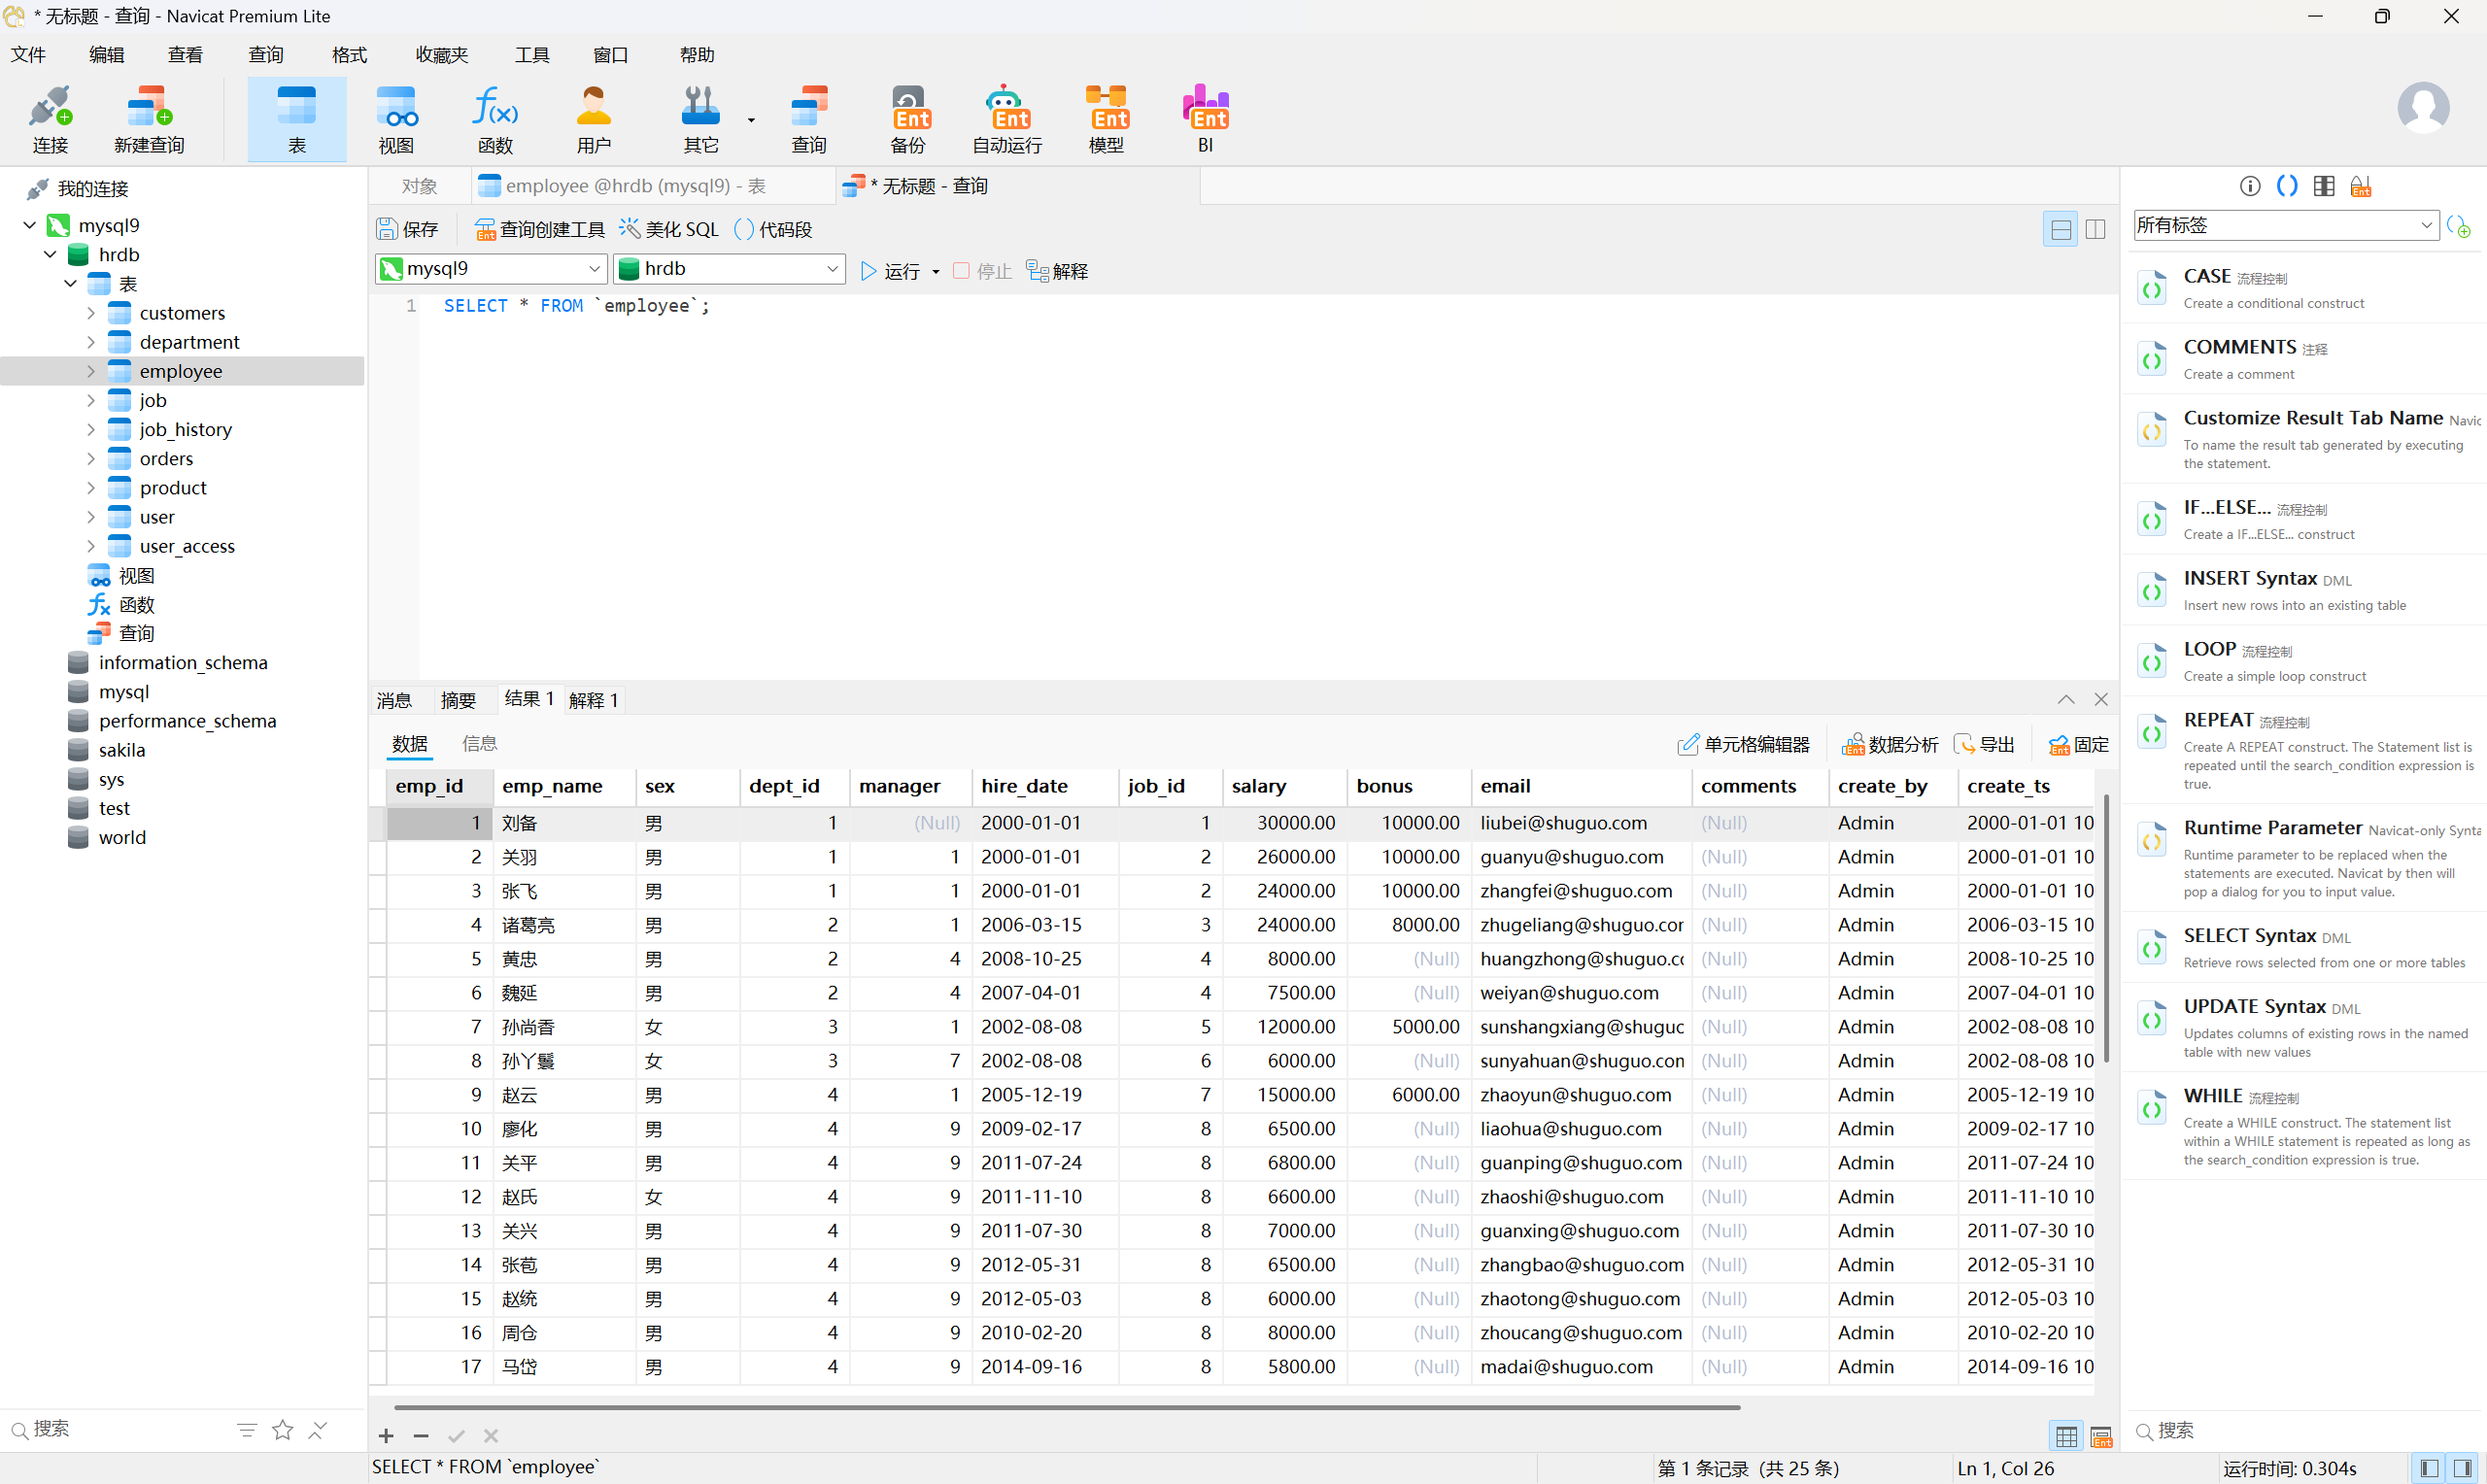 * 无标题 - 查询 - Navicat Premium Lite
文件 编辑 查看 查询 格式 收藏夹 工具 窗口 帮助
连接 新建查询 表 视图 f(x) 函数 用户 其它 查询 Ent 备份 Ent 自动运行 Ent 模型 Ent BI
我的连接
mysql9
hrdb
表
customers
department
employee
job
job_history
orders
product
user
user_access
视图
函数
查询
information_schema
mysql
performance_schema
sakila
sys
test
world
搜索
对象 employee @hrdb (mysql9) - 表 * 无标题 - 查询
保存 Ent 查询创建工具 美化 SQL () 代码段
mysql9 hrdb 运行 停止 解释
1 SELECT * FROM `employee`;
消息 摘要 结果 1 解释 1
数据 信息 单元格编辑器 Ent 数据分析 导出 Ent 固定
emp_id emp_name sex dept_id manager hire_date job_id salary bonus email comments create_by create_ts
1 刘备 男 1 (Null) 2000-01-01 1 30000.00 10000.00 liubei@shuguo.com (Null) Admin 2000-01-01 10
2 关羽 男 1 1 2000-01-01 2 26000.00 10000.00 guanyu@shuguo.com (Null) Admin 2000-01-01 10
3 张飞 男 1 1 2000-01-01 2 24000.00 10000.00 zhangfei@shuguo.com (Null) Admin 2000-01-01 10
4 诸葛亮 男 2 1 2006-03-15 3 24000.00 8000.00 zhugeliang@shuguo.cor (Null) Admin 2006-03-15 10
5 黄忠 男 2 4 2008-10-25 4 8000.00 (Null) huangzhong@shuguo.cc (Null) Admin 2008-10-25 10
6 魏延 男 2 4 2007-04-01 4 7500.00 (Null) weiyan@shuguo.com (Null) Admin 2007-04-01 10
7 孙尚香 女 3 1 2002-08-08 5 12000.00 5000.00 sunshangxiang@shuguc (Null) Admin 2002-08-08 10
8 孙丫鬟 女 3 7 2002-08-08 6 6000.00 (Null) sunyahuan@shuguo.con (Null) Admin 2002-08-08 10
9 赵云 男 4 1 2005-12-19 7 15000.00 6000.00 zhaoyun@shuguo.com (Null) Admin 2005-12-19 10
10 廖化 男 4 9 2009-02-17 8 6500.00 (Null) liaohua@shuguo.com (Null) Admin 2009-02-17 10
11 关平 男 4 9 2011-07-24 8 6800.00 (Null) guanping@shuguo.com (Null) Admin 2011-07-24 10
12 赵氏 女 4 9 2011-11-10 8 6600.00 (Null) zhaoshi@shuguo.com (Null) Admin 2011-11-10 10
13 关兴 男 4 9 2011-07-30 8 7000.00 (Null) guanxing@shuguo.com (Null) Admin 2011-07-30 10
14 张苞 男 4 9 2012-05-31 8 6500.00 (Null) zhangbao@shuguo.com (Null) Admin 2012-05-31 10
15 赵统 男 4 9 2012-05-03 8 6000.00 (Null) zhaotong@shuguo.com (Null) Admin 2012-05-03 10
16 周仓 男 4 9 2010-02-20 8 8000.00 (Null) zhoucang@shuguo.com (Null) Admin 2010-02-20 10
17 马岱 男 4 9 2014-09-16 8 5800.00 (Null) madai@shuguo.com (Null) Admin 2014-09-16 10
Ent
SELECT * FROM `employee` 第 1 条记录 (共 25 条) Ln 1, Col 26 运行时间: 0.304s
Ent
所有标签
CASE 流程控制
Create a conditional construct
COMMENTS 注释
Create a comment
Customize Result Tab Name Navic
To name the result tab generated by executing
the statement.
IF...ELSE... 流程控制
Create a IF...ELSE... construct
INSERT Syntax DML
Insert new rows into an existing table
LOOP 流程控制
Create a simple loop construct
REPEAT 流程控制
Create A REPEAT construct. The Statement list is
repeated until the search_condition expression is
true.
Runtime Parameter Navicat-only Synta
Runtime parameter to be replaced when the
statements are executed. Navicat by then will
pop a dialog for you to input value.
SELECT Syntax DML
Retrieve rows selected from one or more tables
UPDATE Syntax DML
Updates columns of existing rows in the named
table with new values
WHILE 流程控制
Create a WHILE construct. The statement list
within a WHILE statement is repeated as long as
the search_condition expression is true.
搜索